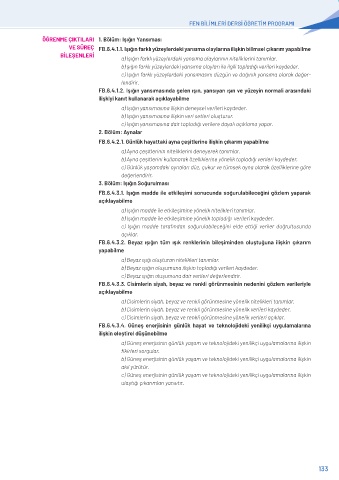 FEN BİLİMLERİ DERSİ ÖĞRETİM PROGRAMI
ÖĞRENME ÇIKTILARI
VE SÜREÇ
BİLEŞENLERİ
1. Bölüm: Işığın Yansıması
FB.6.4.1.1. Işığın farklı yüzeylerdeki yansıma olaylarına ilişkin bilimsel çıkarım yapabilme
a) Işığın farklı yüzeylerdeki yansıma olaylarının niteliklerini tanımlar.
b) Işığın farklı yüzeylerdeki yansıma olayları ile ilgili topladığı verileri kaydeder.
c) Işığın farklı yüzeylerdeki yansımasını düzgün ve dağınık yansıma olarak değer-
lendirir.
FB.6.4.1.2. Işığın yansımasında gelen ışın, yansıyan ışın ve yüzeyin normali arasındaki
ilişkiyi kanıt kullanarak açıklayabilme
a) Işığın yansımasına ilişkin deneysel verileri kaydeder.
b) Işığın yansımasına ilişkin veri setleri oluşturur.
c) Işığın yansımasına dair topladığı verilere dayalı açıklama yapar.
2. Bölüm: Aynalar
FB.6.4.2.1. Günlük hayattaki ayna çeşitlerine ilişkin çıkarım yapabilme
a) Ayna çeşitlerinin niteliklerini deneyerek tanımlar.
b) Ayna çeşitlerini kullanarak özelliklerine yönelik topladığı verileri kaydeder.
c) Günlük yaşamdaki aynaları düz, çukur ve tümsek ayna olarak özelliklerine göre
değerlendirir.
3. Bölüm: Işığın Soğurulması
FB.6.4.3.1. Işığın madde ile etkileşimi sonucunda soğurulabileceğini gözlem yaparak
açıklayabilme
a) Işığın madde ile etkileşimine yönelik nitelikleri tanımlar.
b) Işığın madde ile etkileşimine yönelik topladığı verileri kaydeder.
c) Işığın madde tarafından soğurulabileceğini elde ettiği veriler doğrultusunda
açıklar.
FB.6.4.3.2. Beyaz ışığın tüm ışık renklerinin bileşiminden oluştuğuna ilişkin çıkarım
yapabilme
a) Beyaz ışığı oluşturan nitelikleri tanımlar.
b) Beyaz ışığın oluşumuna ilişkin topladığı verileri kaydeder.
c) Beyaz ışığın oluşumuna dair verileri değerlendirir.
FB.6.4.3.3. Cisimlerin siyah, beyaz ve renkli görünmesinin nedenini gözlem verileriyle
açıklayabilme
a) Cisimlerin siyah, beyaz ve renkli görünmesine yönelik nitelikleri tanımlar.
b) Cisimlerin siyah, beyaz ve renkli görünmesine yönelik verileri kaydeder.
c) Cisimlerin siyah, beyaz ve renkli görünmesine yönelik verileri açıklar.
FB.6.4.3.4. Güneş enerjisinin günlük hayat ve teknolojideki yenilikçi uygulamalarına
ilişkin eleştirel düşünebilme
a) Güneş enerjisinin günlük yaşam ve teknolojideki yenilikçi uygulamalarına ilişkin
fikirleri sorgular.
b) Güneş enerjisinin günlük yaşam ve teknolojideki yenilikçi uygulamalarına ilişkin
akıl yürütür.
c) Güneş enerjisinin günlük yaşam ve teknolojideki yenilikçi uygulamalarına ilişkin
ulaştığı çıkarımları yansıtır.
133